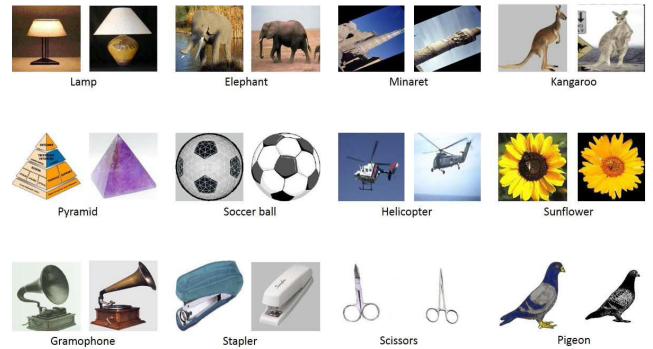 Lamp
Elephant
Minaret
Kangaroo
Pyramid
Soccer ball
Helicopter
Sunflower
Gramophone
Stapler
Scissors
Pigeon